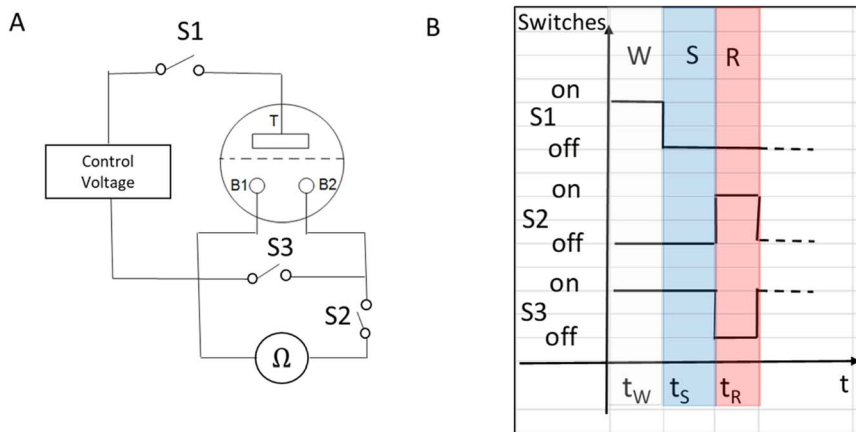 A
S1
T
Control
Voltage
B1
B2
S3
S2
Ω
B
Switches
W S R
on
S1
off
on
S2
off
on
S3
off
tW tS tR t